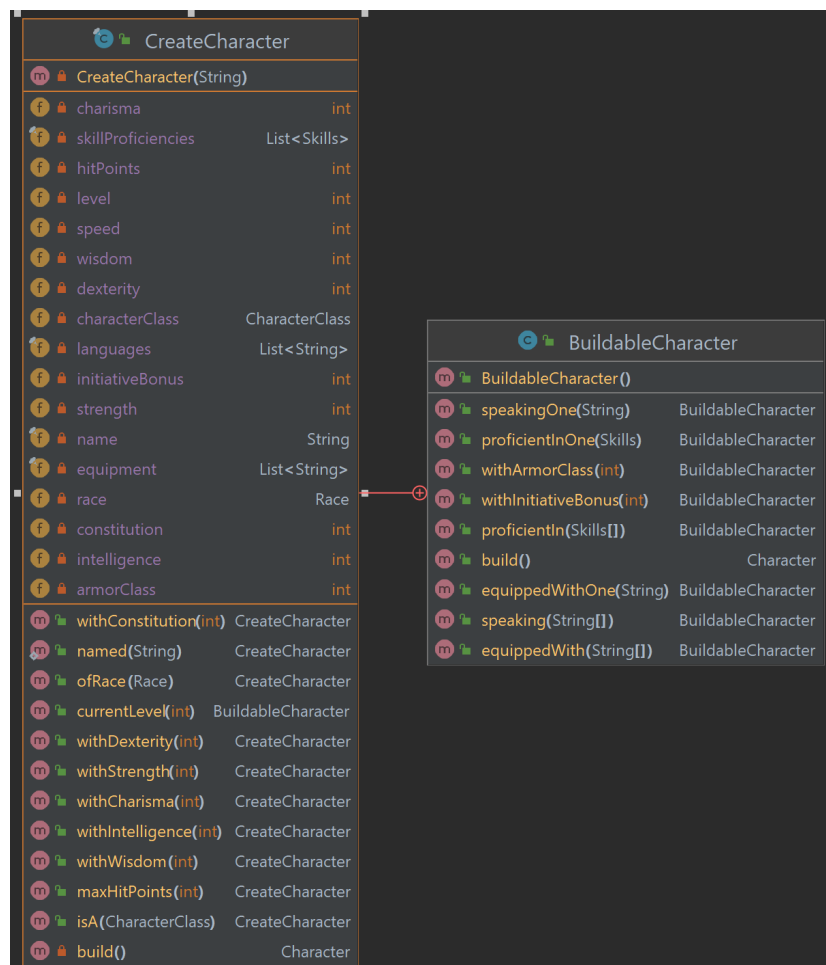 CreateCharacter
CreateCharacter(String)
charisma int
skillProficiencies List<Skills>
hitPoints int
level int
speed int
wisdom int
dexterity int
characterClass CharacterClass
languages List<String>
initiativeBonus int
strength int
name String
equipment List<String>
race Race
constitution int
intelligence int
armorClass int
withConstitution(int) CreateCharacter
named(String) CreateCharacter
ofRace(Race) CreateCharacter
currentLevel(int) BuildableCharacter
withDexterity(int) CreateCharacter
withStrength(int) CreateCharacter
withCharisma(int) CreateCharacter
withIntelligence(int) CreateCharacter
withWisdom(int) CreateCharacter
maxHitPoints(int) CreateCharacter
isA(CharacterClass) CreateCharacter
build() Character
BuildableCharacter
BuildableCharacter()
speakingOne(String) BuildableCharacter
proficientInOne(Skills) BuildableCharacter
withArmorClass(int) BuildableCharacter
withInitiativeBonus(int) BuildableCharacter
proficientIn(Skills[]) BuildableCharacter
build() Character
equippedWithOne(String) BuildableCharacter
speaking(String[]) BuildableCharacter
equippedWith(String[]) BuildableCharacter